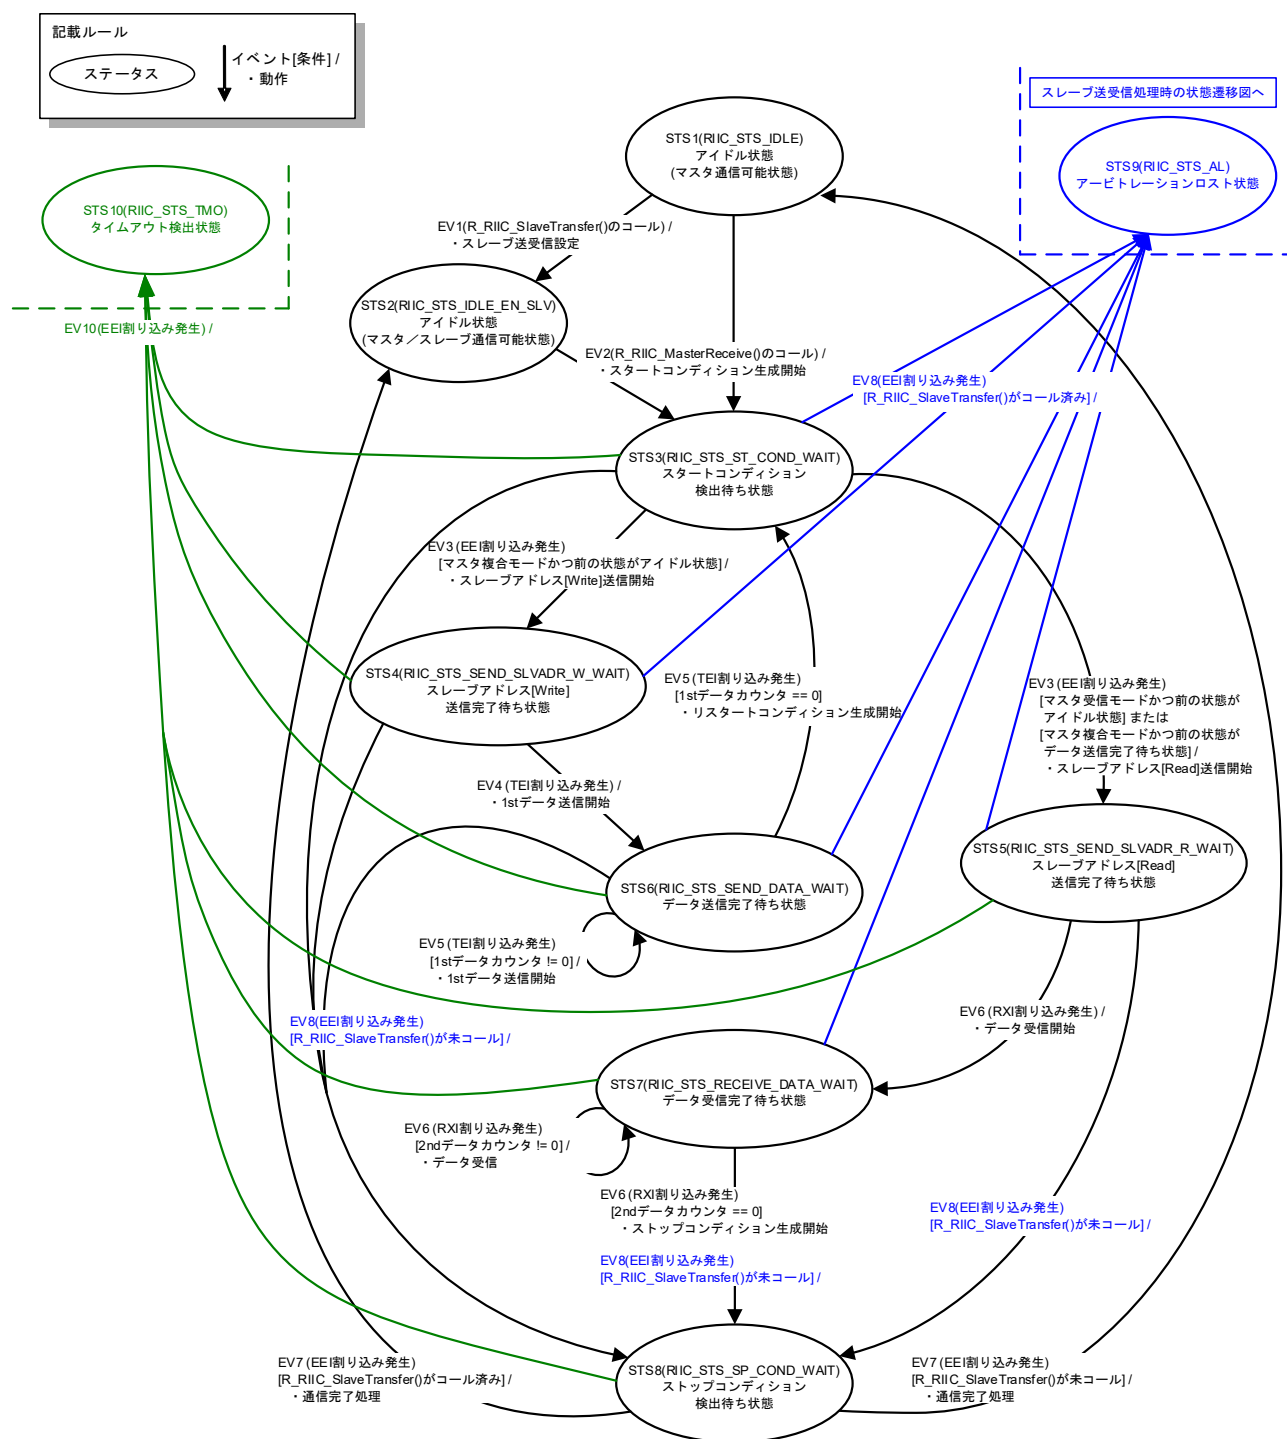 記載ルール
ステータス
イベント[条件] /
・動作
スレーブ送受信処理時の状態遷移図へ
STS1(RIIC_STS_IDLE)
アイドル状態
(マスタ通信可能状態)
STS9(RIIC_STS_AL)
アービトレーションロスト状態
STS10(RIIC_STS_TMO)
タイムアウト検出状態
EV1(R_RIIC_SlaveTransfer()のコール) /
・スレーブ送受信設定
STS2(RIIC_STS_IDLE_EN_SLV)
アイドル状態
(マスタ／スレーブ通信可能状態)
EV10(EEI割り込み発生) /
EV2(R_RIIC_MasterReceive()のコール) /
・スタートコンディション生成開始
EV8(EEI割り込み発生)
[R_RIIC_SlaveTransfer()がコール済み] /
STS3(RIIC_STS_ST_COND_WAIT)
スタートコンディション
検出待ち状態
EV3 (EEI割り込み発生)
[マスタ複合モードかつ前の状態がアイドル状態] /
・スレーブアドレス[Write]送信開始
STS4(RIIC_STS_SEND_SLVADR_W_WAIT)
スレーブアドレス[Write]
送信完了待ち状態
EV5 (TEI割り込み発生)
[1stデータカウンタ == 0]
・リスタートコンディション生成開始
EV3 (EEI割り込み発生)
[マスタ受信モードかつ前の状態が
アイドル状態] または
[マスタ複合モードかつ前の状態が
データ送信完了待ち状態] /
・スレーブアドレス[Read]送信開始
EV4 (TEI割り込み発生) /
・1stデータ送信開始
STS5(RIIC_STS_SEND_SLVADR_R_WAIT)
スレーブアドレス[Read]
送信完了待ち状態
STS6(RIIC_STS_SEND_DATA_WAIT)
データ送信完了待ち状態
EV5 (TEI割り込み発生)
[1stデータカウンタ != 0] /
・1stデータ送信開始
EV8(EEI割り込み発生)
[R_RIIC_SlaveTransfer()が未コール] /
EV6 (RXI割り込み発生) /
・データ受信開始
STS7(RIIC_STS_RECEIVE_DATA_WAIT)
データ受信完了待ち状態
EV6 (RXI割り込み発生)
[2ndデータカウンタ != 0] /
・データ受信
EV6 (RXI割り込み発生)
[2ndデータカウンタ == 0]
・ストップコンディション生成開始
EV8(EEI割り込み発生)
[R_RIIC_SlaveTransfer()が未コール] /
EV8(EEI割り込み発生)
[R_RIIC_SlaveTransfer()が未コール] /
EV7 (EEI割り込み発生)
[R_RIIC_SlaveTransfer()がコール済み] /
・通信完了処理
STS8(RIIC_STS_SP_COND_WAIT)
ストップコンディション
検出待ち状態
EV7 (EEI割り込み発生)
[R_RIIC_SlaveTransfer()が未コール] /
・通信完了処理